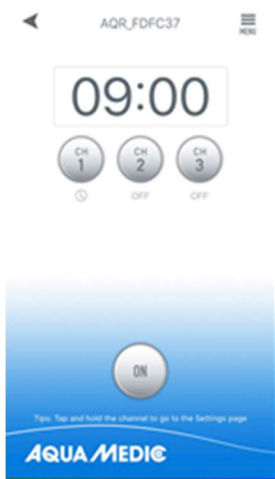 AQR_FDFC37
MENU
09:00
CH 1
CH 2
CH 3
OFF
OFF
ON
Tips: Tap and hold the channel to go to the Settings page
AQUA MEDIC